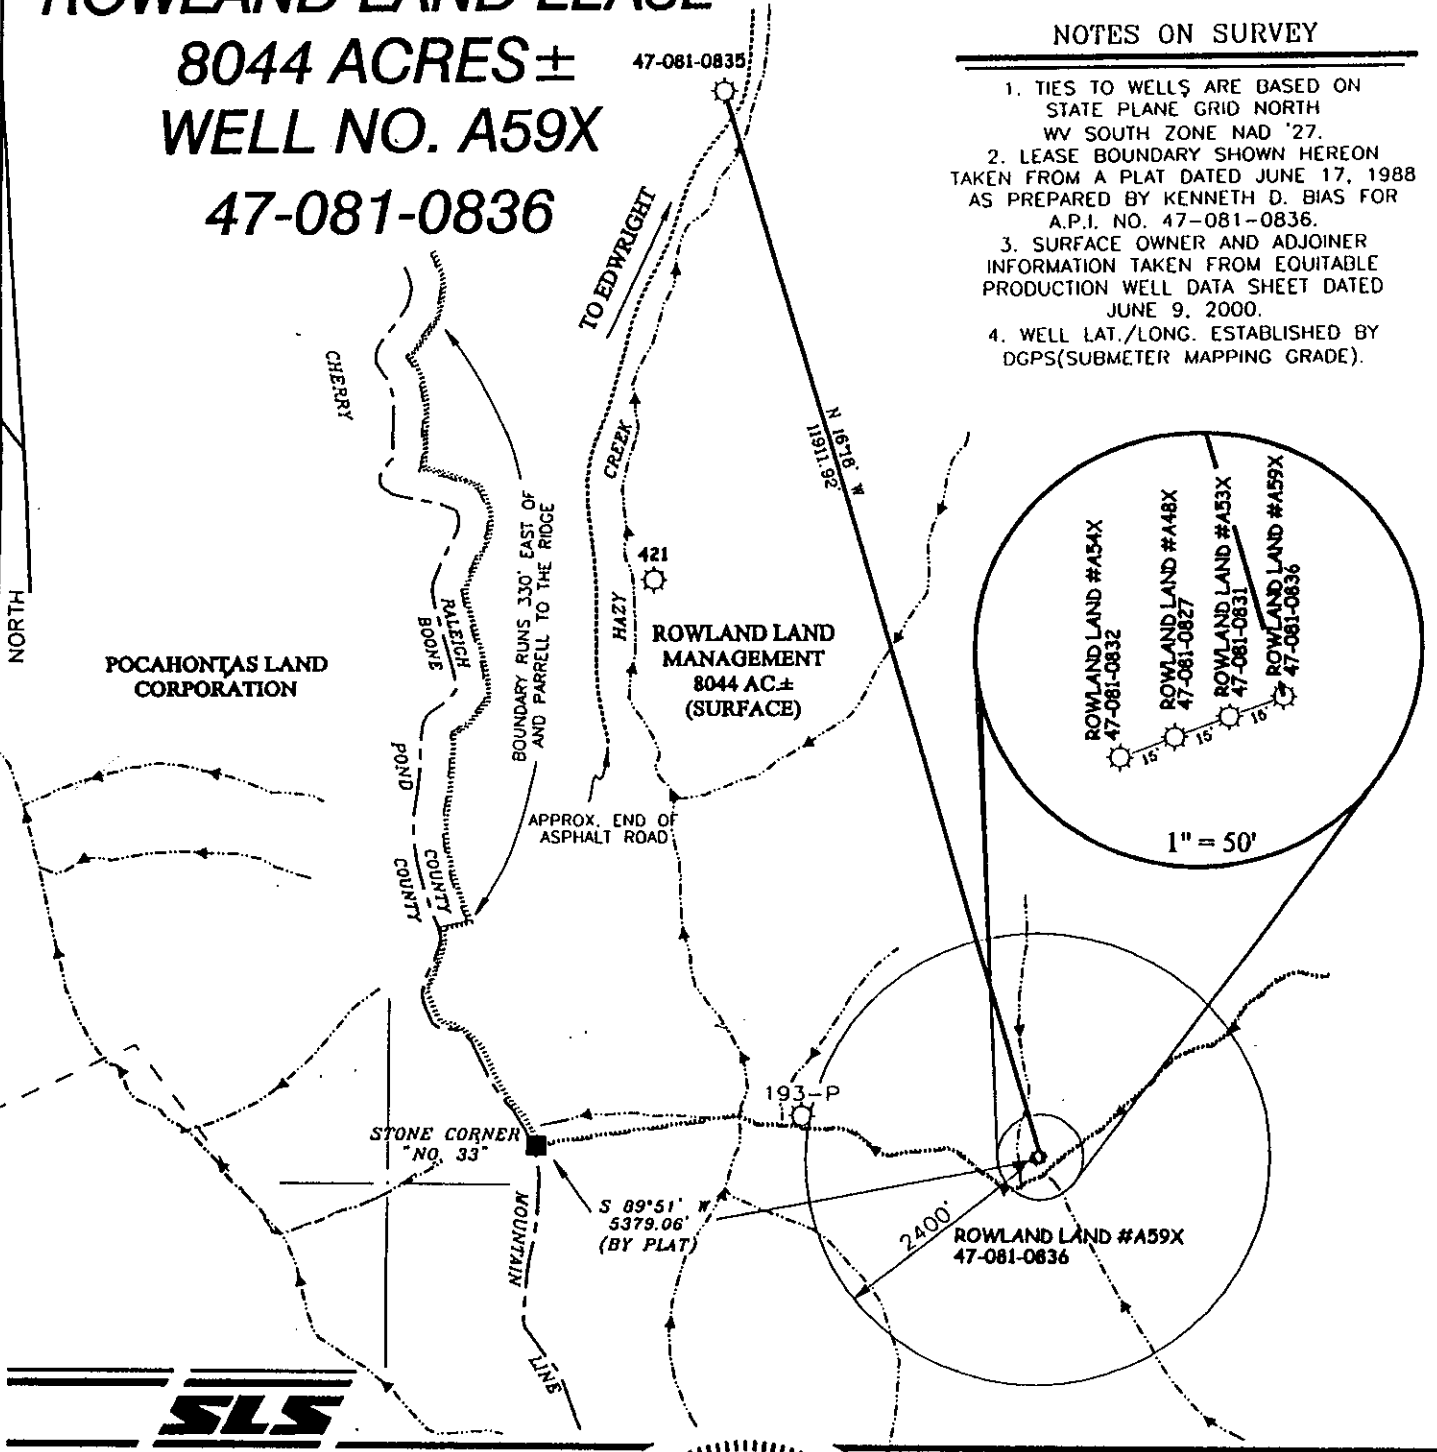 ROWLAND LAND LEASE
8044 ACRES ±
WELL NO. A59X
47-081-0836
47-081-0835
NOTES ON SURVEY
1. TIES TO WELLS ARE BASED ON
STATE PLANE GRID NORTH
WV SOUTH ZONE NAD '27.
2. LEASE BOUNDARY SHOWN HEREON
TAKEN FROM A PLAT DATED JUNE 17, 1988
AS PREPARED BY KENNETH D. BIAS FOR
A.P.I. NO. 47-081-0836.
3. SURFACE OWNER AND ADJOINER
INFORMATION TAKEN FROM EQUITABLE
PRODUCTION WELL DATA SHEET DATED
JUNE 9, 2000.
4. WELL LAT./LONG. ESTABLISHED BY
DGPS(SUBMETER MAPPING GRADE).
NORTH
TO EDWRIGHT
CHERRY
POND
MOUNTAIN
LINE
RALEIGH
COUNTY
BOONE
COUNTY
BOUNDARY RUNS 330' EAST OF
AND PARRELL TO THE RIDGE
HAZY
CREEK
421
N 16°18' W
11911.92'
POCAHONTAS LAND
CORPORATION
ROWLAND LAND
MANAGEMENT
8044 AC.±
(SURFACE)
APPROX. END OF
ASPHALT ROAD
ROWLAND LAND #A54X
47-081-0832
ROWLAND LAND #A48X
47-081-0827
ROWLAND LAND #A53X
47-081-0831
ROWLAND LAND #A59X
47-081-0836
15'
15'
15'
1" = 50'
193-P
STONE CORNER
"NO. 33"
S 89°51' W
5379.06'
(BY PLAT)
2400'
ROWLAND LAND #A59X
47-081-0836
SLS